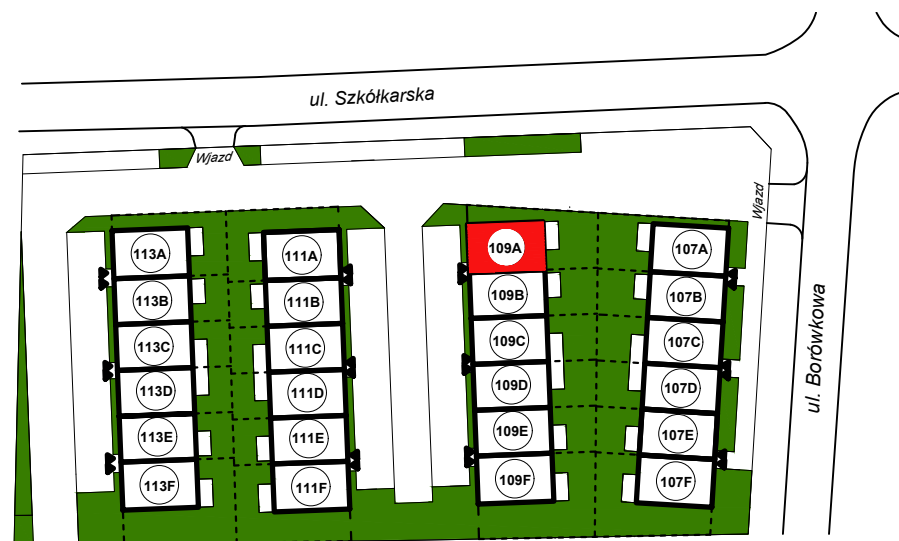 ul. Szkółkarska
Wjazd
Wjazd
ul. Borówkowa
113A
113B
113C
113D
113E
113F
111A
111B
111C
111D
111E
111F
109A
109B
109C
109D
109E
109F
107A
107B
107C
107D
107E
107F